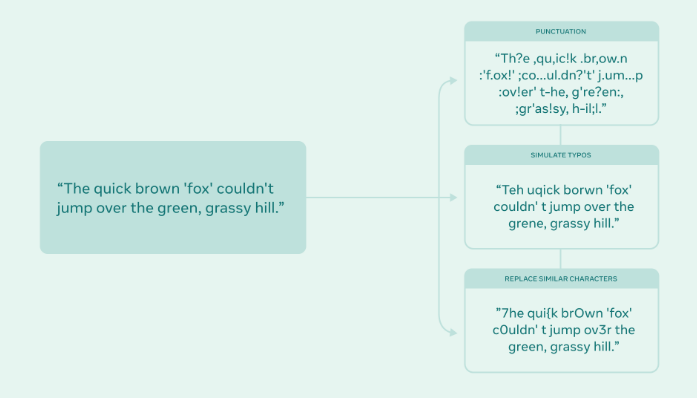 “The quick brown 'fox' couldn't
jump over the green, grassy hill.”
PUNCTUATION
“Th?e ,qu,ic!k .br,ow.n
:'f.ox!' ;co...ul.dn?'t' j.um...p
:ov!er' t-he, g're?en:,
;gr'as!sy, h-il;l.”
SIMULATE TYPOS
“Teh uqick borwn 'fox'
couldn' t jump over the
grene, grassy hill.”
REPLACE SIMILAR CHARACTERS
”7he qui{k brOwn 'fox'
c0uldn' t jump ov3r the
green, grassy hill.”